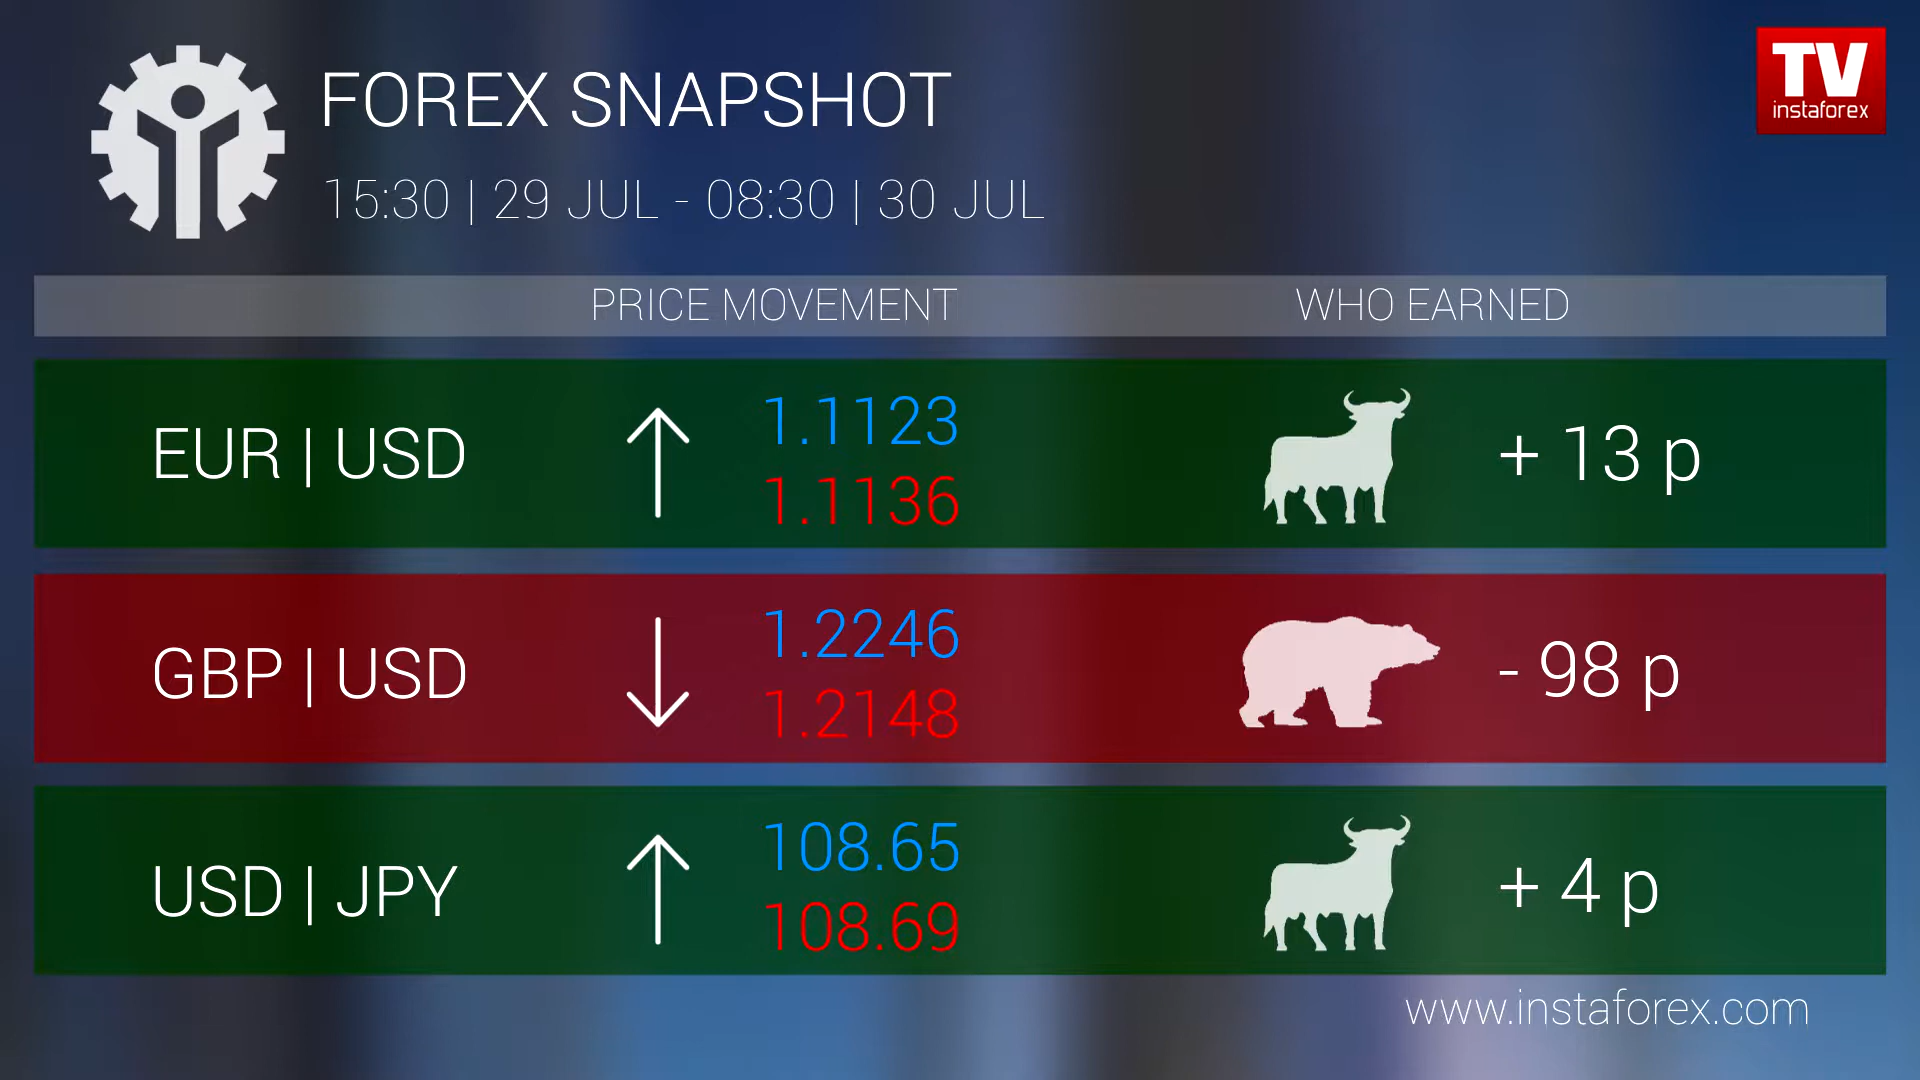 FOREX SNAPSHOT
TV
instaforex
15:30 | 29 JUL - 08:30 | 30 JUL
PRICE MOVEMENT WHO EARNED
EUR | USD
1.1123
1.1136
+ 13 p
GBP | USD
1.2246
1.2148
- 98 p
USD | JPY
108.65
108.69
+ 4 p
www.instaforex.com